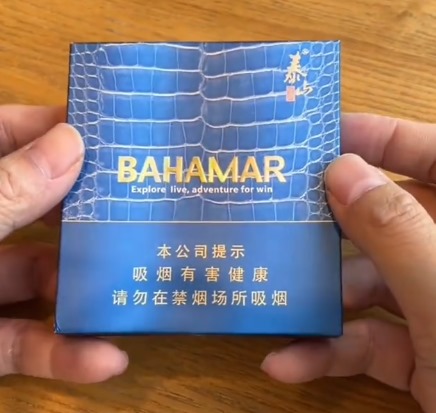 泰山
BAHAMAR
Explore live, adventure for win
本公司提示
吸烟有害健康
请勿在禁烟场所吸烟